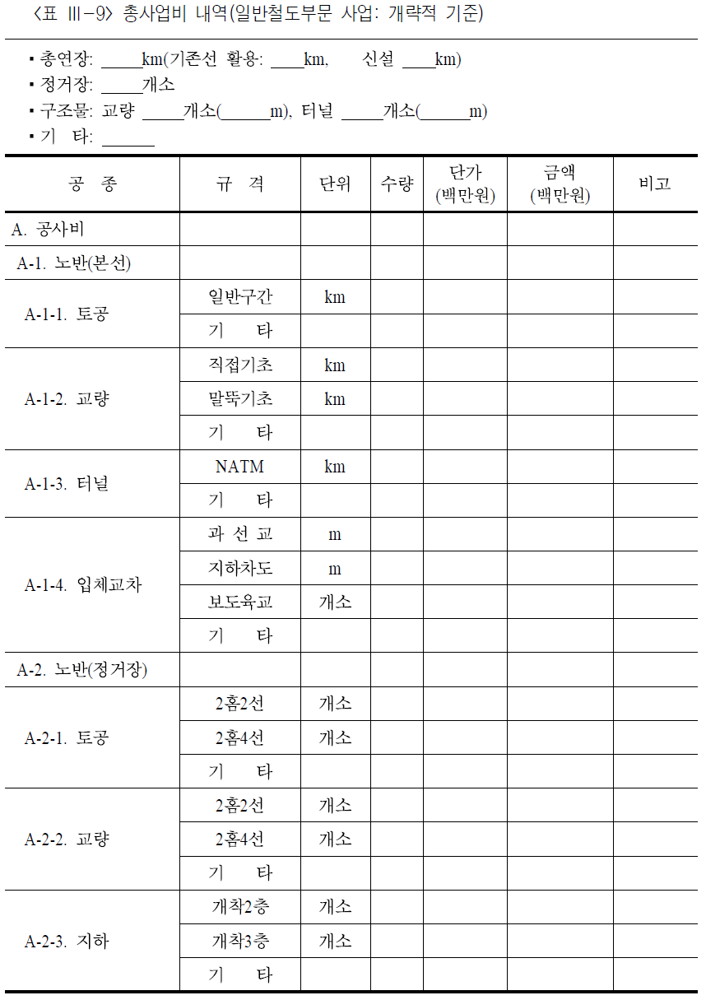 <표 Ⅲ-9> 총사업비 내역(일반철도부문 사업: 개략적 기준)
▪총연장: _____km(기존선 활용: ____km, 신설 ____km)
▪정거장: _____개소
▪구조물: 교량 _____개소(______m), 터널 _____개소(______m)
▪기 타: ______
공 종 규 격 단위 수량 단가(백만원) 금액(백만원) 비고
A. 공사비
A-1. 노반(본선)
A-1-1. 토공 일반구간 km
기 타
A-1-2. 교량 직접기초 km
말뚝기초 km
기 타
A-1-3. 터널 NATM km
기 타
A-1-4. 입체교차 과 선 교 m
지하차도 m
보도육교 개소
기 타
A-2. 노반(정거장)
A-2-1. 토공 2홈2선 개소
2홈4선 개소
기 타
A-2-2. 교량 2홈2선 개소
2홈4선 개소
기 타
A-2-3. 지하 개착2층 개소
개착3층 개소
기 타